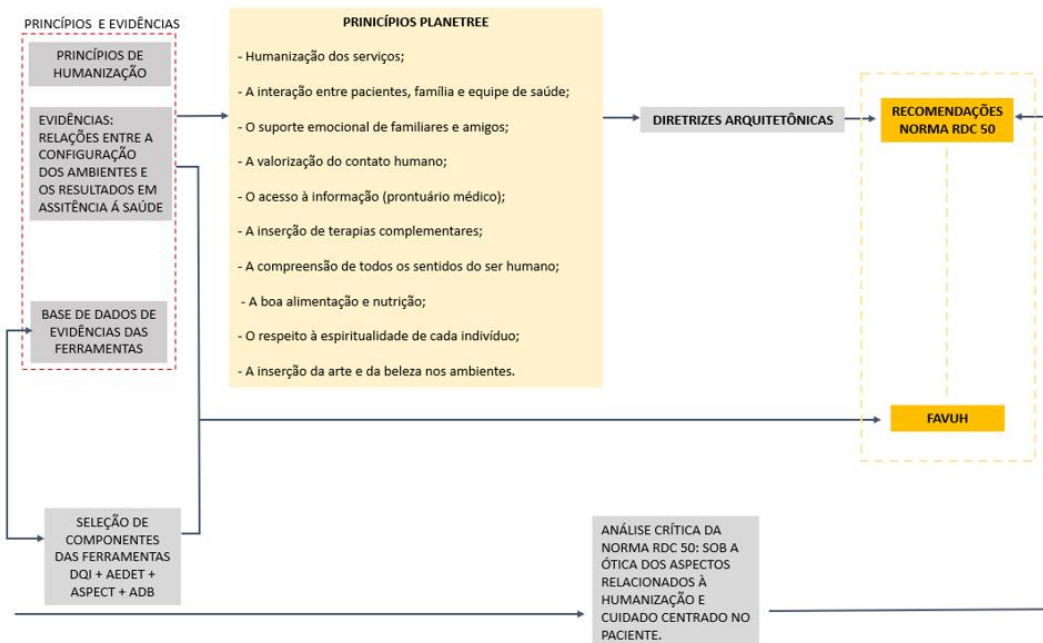 PRINCÍPIOS  E EVIDÊNCIAS
PRINCÍPIOS DE
HUMANIZAÇÃO
EVIDÊNCIAS:
RELAÇÕES ENTRE A
CONFIGURAÇÃO
DOS AMBIENTES E
OS RESULTADOS EM
ASSITÊNCIA Á SAÚDE
BASE DE DADOS DE
EVIDÊNCIAS DAS
FERRAMENTAS
SELEÇÃO DE
COMPONENTES
DAS FERRAMENTAS
DQI + AEDET +
ASPECT + ADB
PRINICÍPIOS PLANETREE
- Humanização dos serviços;
- A interação entre pacientes, família e equipe de saúde;
- O suporte emocional de familiares e amigos;
- A valorização do contato humano;
- O acesso à informação (prontuário médico);
- A inserção de terapias complementares;
- A compreensão de todos os sentidos do ser humano;
- A boa alimentação e nutrição;
- O respeito à espiritualidade de cada indivíduo;
- A inserção da arte e da beleza nos ambientes.
DIRETRIZES ARQUITETÔNICAS
RECOMENDAÇÕES
NORMA RDC 50
FAVUH
ANÁLISE CRÍTICA DA
NORMA RDC 50: SOB A
ÓTICA DOS ASPECTOS
RELACIONADOS À
HUMANIZAÇÃO E
CUIDADO CENTRADO NO
PACIENTE.